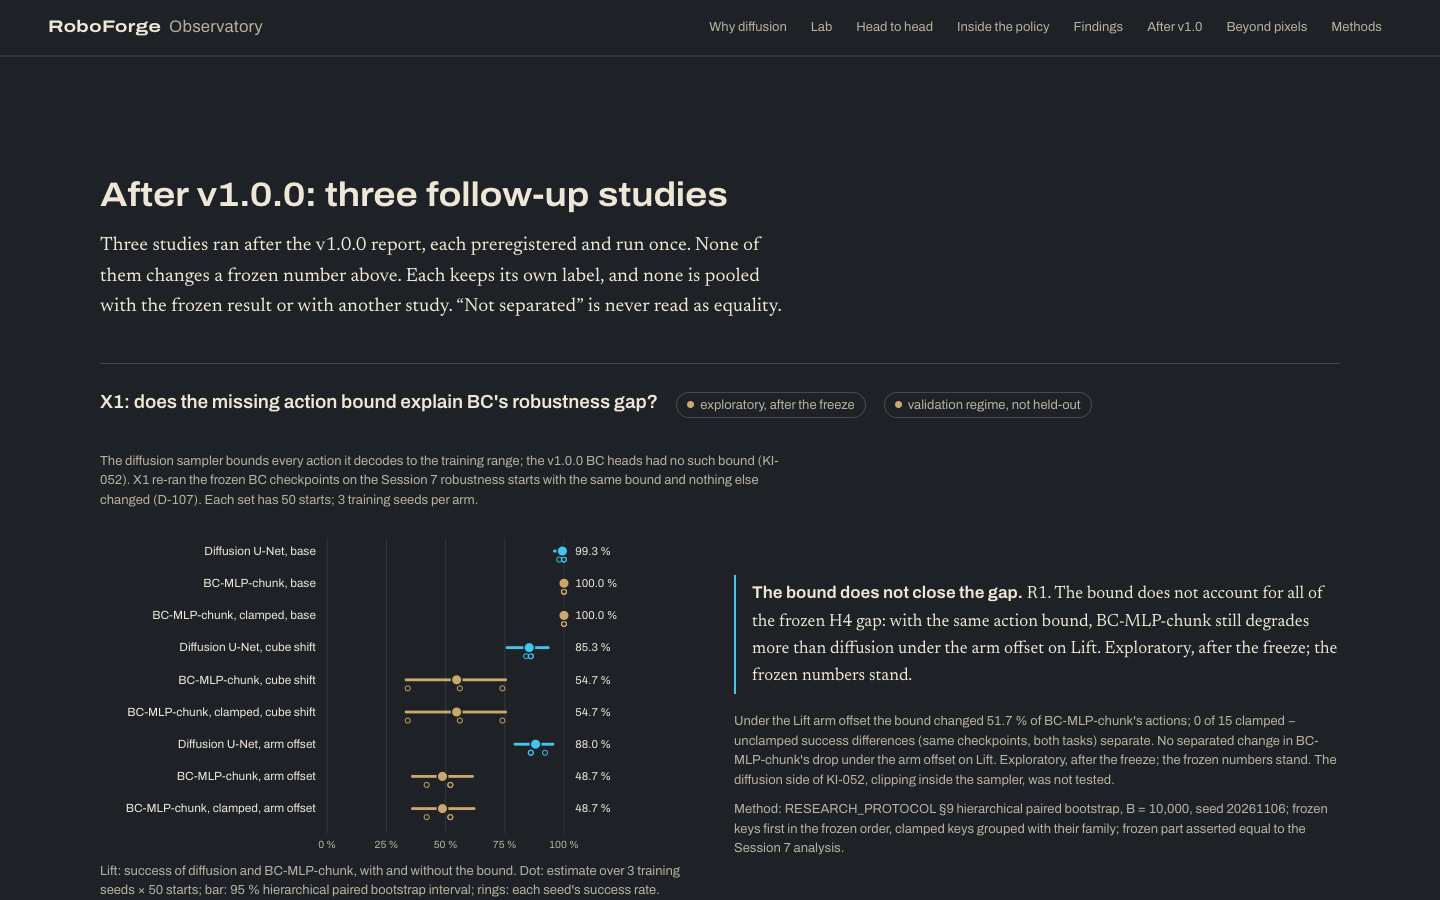 RoboForge Observatory
Why diffusion Lab Head to head Inside the policy Findings After v1.0 Beyond pixels Methods
After v1.0.0: three follow-up studies
Three studies ran after the v1.0.0 report, each preregistered and run once. None of
them changes a frozen number above. Each keeps its own label, and none is pooled
with the frozen result or with another study. “Not separated” is never read as equality.
X1: does the missing action bound explain BC's robustness gap?
exploratory, after the freeze
validation regime, not held-out
The diffusion sampler bounds every action it decodes to the training range; the v1.0.0 BC heads had no such bound (KI-
052). X1 re-ran the frozen BC checkpoints on the Session 7 robustness starts with the same bound and nothing else
changed (D-107). Each set has 50 starts; 3 training seeds per arm.
Diffusion U-Net, base 99.3 %
BC-MLP-chunk, base 100.0 %
BC-MLP-chunk, clamped, base 100.0 %
Diffusion U-Net, cube shift 85.3 %
BC-MLP-chunk, cube shift 54.7 %
BC-MLP-chunk, clamped, cube shift 54.7 %
Diffusion U-Net, arm offset 88.0 %
BC-MLP-chunk, arm offset 48.7 %
BC-MLP-chunk, clamped, arm offset 48.7 %
0 % 25 % 50 % 75 % 100 %
Lift: success of diffusion and BC-MLP-chunk, with and without the bound. Dot: estimate over 3 training
seeds × 50 starts; bar: 95 % hierarchical paired bootstrap interval; rings: each seed's success rate.
The bound does not close the gap. R1. The bound does not account for all of
the frozen H4 gap: with the same action bound, BC-MLP-chunk still degrades
more than diffusion under the arm offset on Lift. Exploratory, after the freeze; the
frozen numbers stand.
Under the Lift arm offset the bound changed 51.7 % of BC-MLP-chunk's actions; 0 of 15 clamped –
unclamped success differences (same checkpoints, both tasks) separate. No separated change in BC-
MLP-chunk's drop under the arm offset on Lift. Exploratory, after the freeze; the frozen numbers stand. The
diffusion side of KI-052, clipping inside the sampler, was not tested.
Method: RESEARCH_PROTOCOL §9 hierarchical paired bootstrap, B = 10,000, seed 20261106; frozen
keys first in the frozen order, clamped keys grouped with their family; frozen part asserted equal to the
Session 7 analysis.